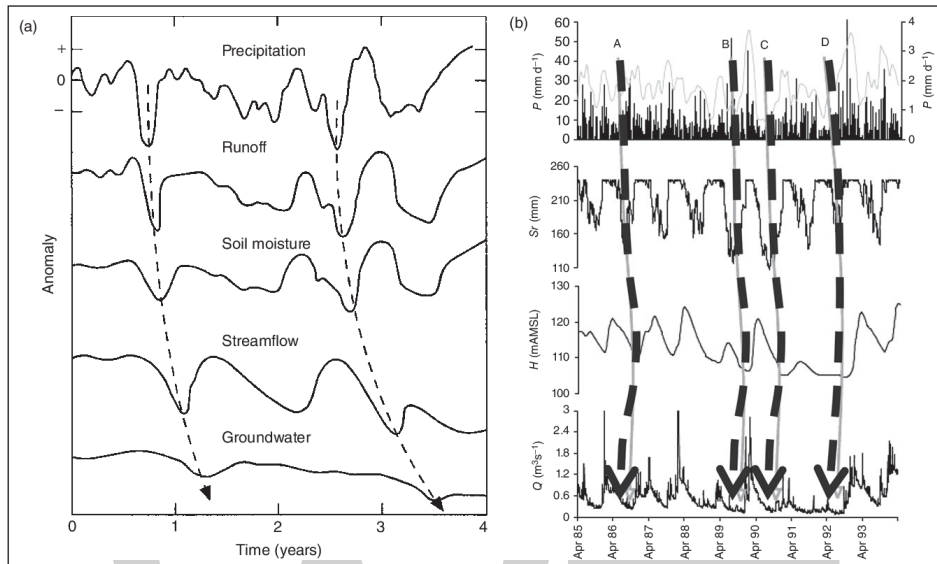 (a)
+
0
−
Anomaly
Precipitation
Runoff
Soil moisture
Streamflow
Groundwater
0 1 2 3 4
Time (years)
(b)
A B C D
60
50
40
30
20
10
0
P (mm d⁻¹)
4
3
2
1
0
P (mm d⁻¹)
260
210
160
110
Sr (mm)
130
120
110
100
H (mAMSL)
3
1.8
1.2
0.6
0
Q (m³s⁻¹)
Apr 85
Apr 86
Apr 87
Apr 88
Apr 89
Apr 90
Apr 91
Apr 92
Apr 93